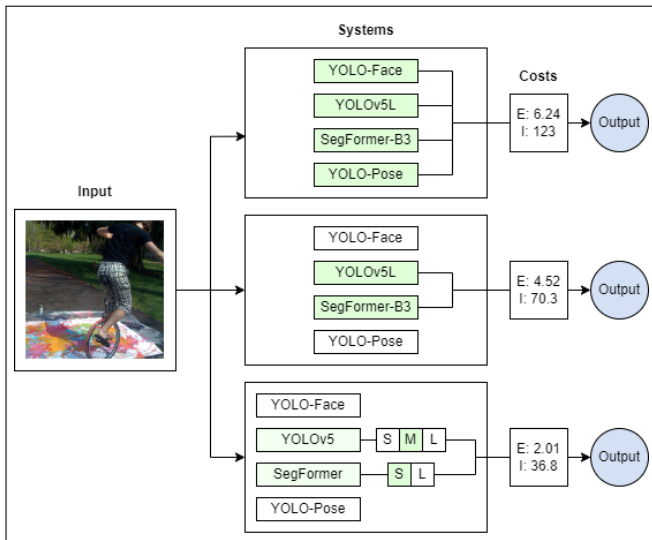 Systems
YOLO-Face
YOLOv5L
SegFormer-B3
YOLO-Pose
Costs
E: 6.24
I: 123
Output
Input
YOLO-Face
YOLOv5L
SegFormer-B3
YOLO-Pose
E: 4.52
I: 70.3
Output
YOLO-Face
YOLOv5 S M L
SegFormer S L
YOLO-Pose
E: 2.01
I: 36.8
Output